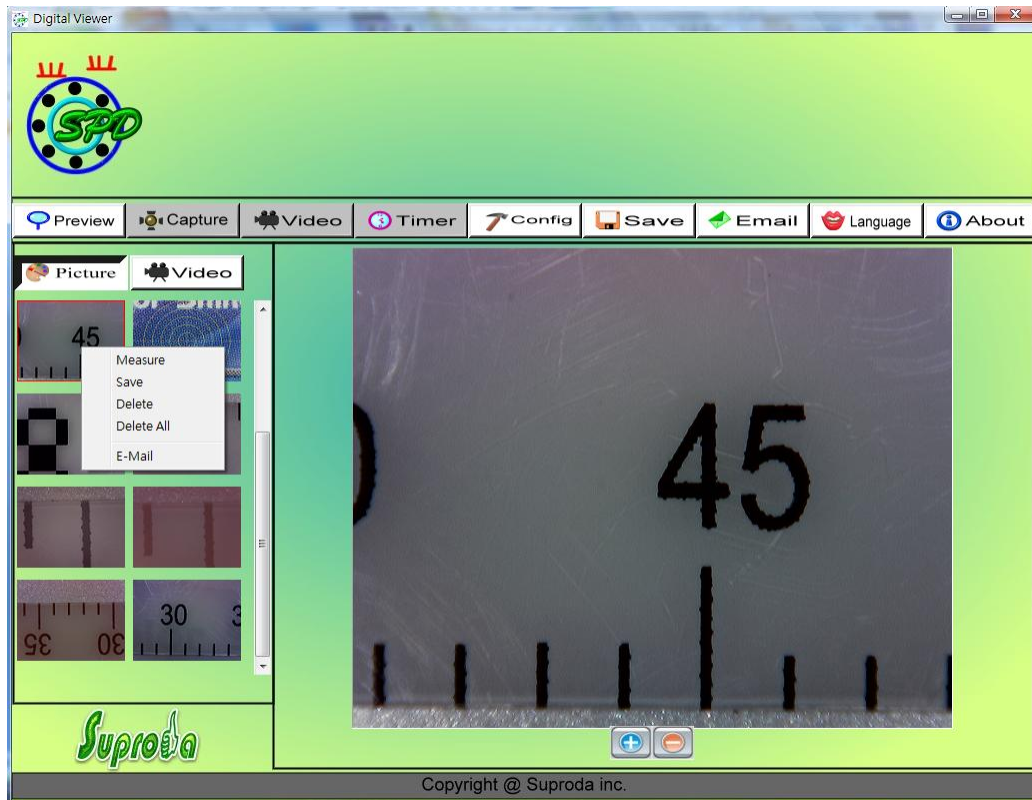 Digital Viewer
SPD
Preview Capture Video Timer Config Save Email Language About
Picture Video
45
Measure
Save
Delete
Delete All
E-Mail
35 30
30 3
45
Suproda
Copyright @ Suproda inc.